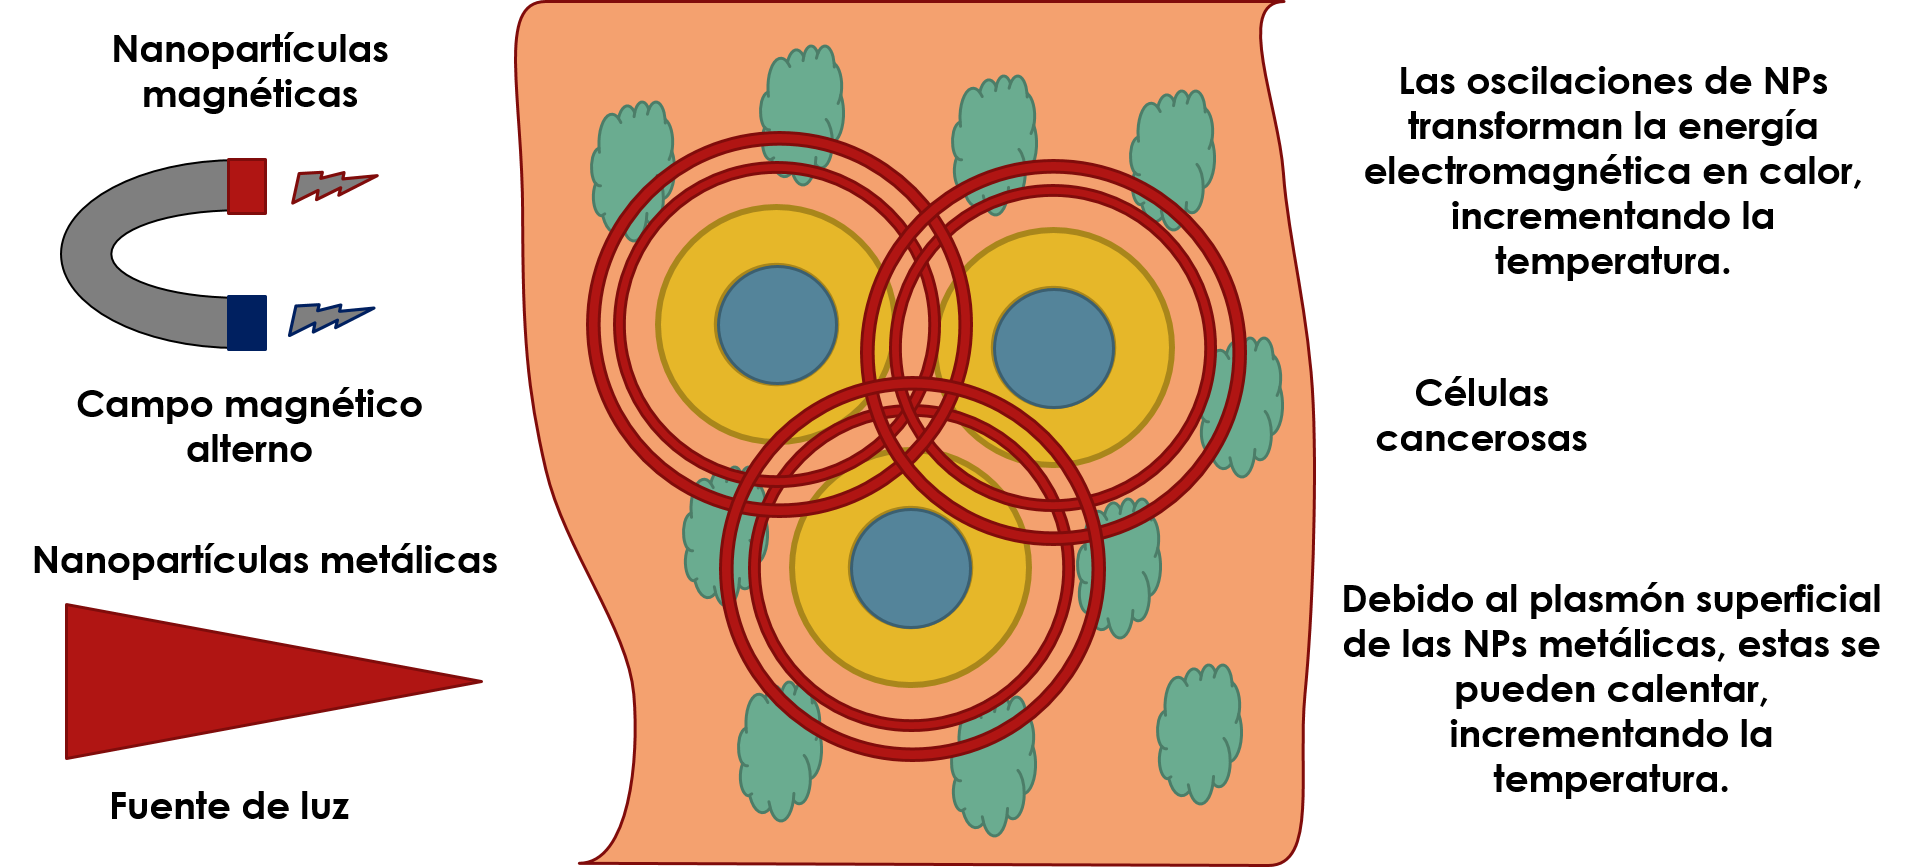 Nanopartículas
magnéticas
Campo magnético
alterno
Nanopartículas metálicas
Fuente de luz
Las oscilaciones de NPs
transforman la energía
electromagnética en calor,
incrementando la
temperatura.
Células
cancerosas
Debido al plasmón superficial
de las NPs metálicas, estas se
pueden calentar,
incrementando la
temperatura.